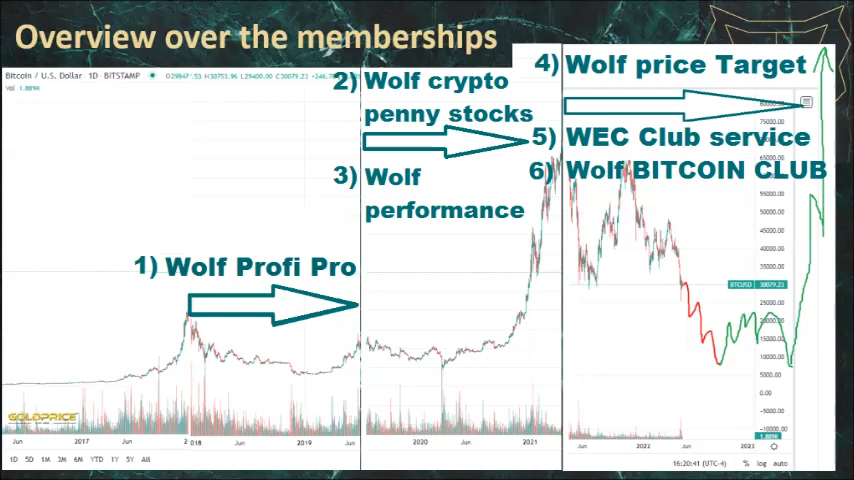 Overview over the memberships
Bitcoin / U.S. Dollar 1D BITSTAMP
Vol 1.889K
2) Wolf crypto
penny stocks
3) Wolf
performance
1) Wolf Profi Pro
4) Wolf price Target
5) WEC Club service
6) Wolf BITCOIN CLUB
80000.00
75000.00
65000.00
55000.00
50000.00
45000.00
40000.00
35000.00
BTCUSD 30079.23
25000.00
20000.00
15000.00
10000.00
5000.00
0.00
-5000.00
-10000.00
1.889K
GOLDPRICE
Jun 2017 Jun 2018 Jun 2019 Jun
2020 Jun 2021
Jun 2022 Jun 2023
1D 5D 1M 3M 6M YTD 1Y 5Y All
16:20:41 (UTC-4) % log auto